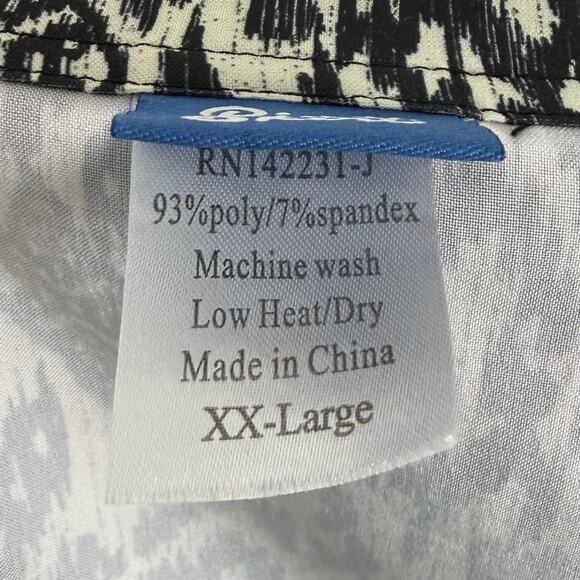 RN142231-J
93%poly/7%spandex
Machine wash
Low Heat/Dry
Made in China
XX-Large